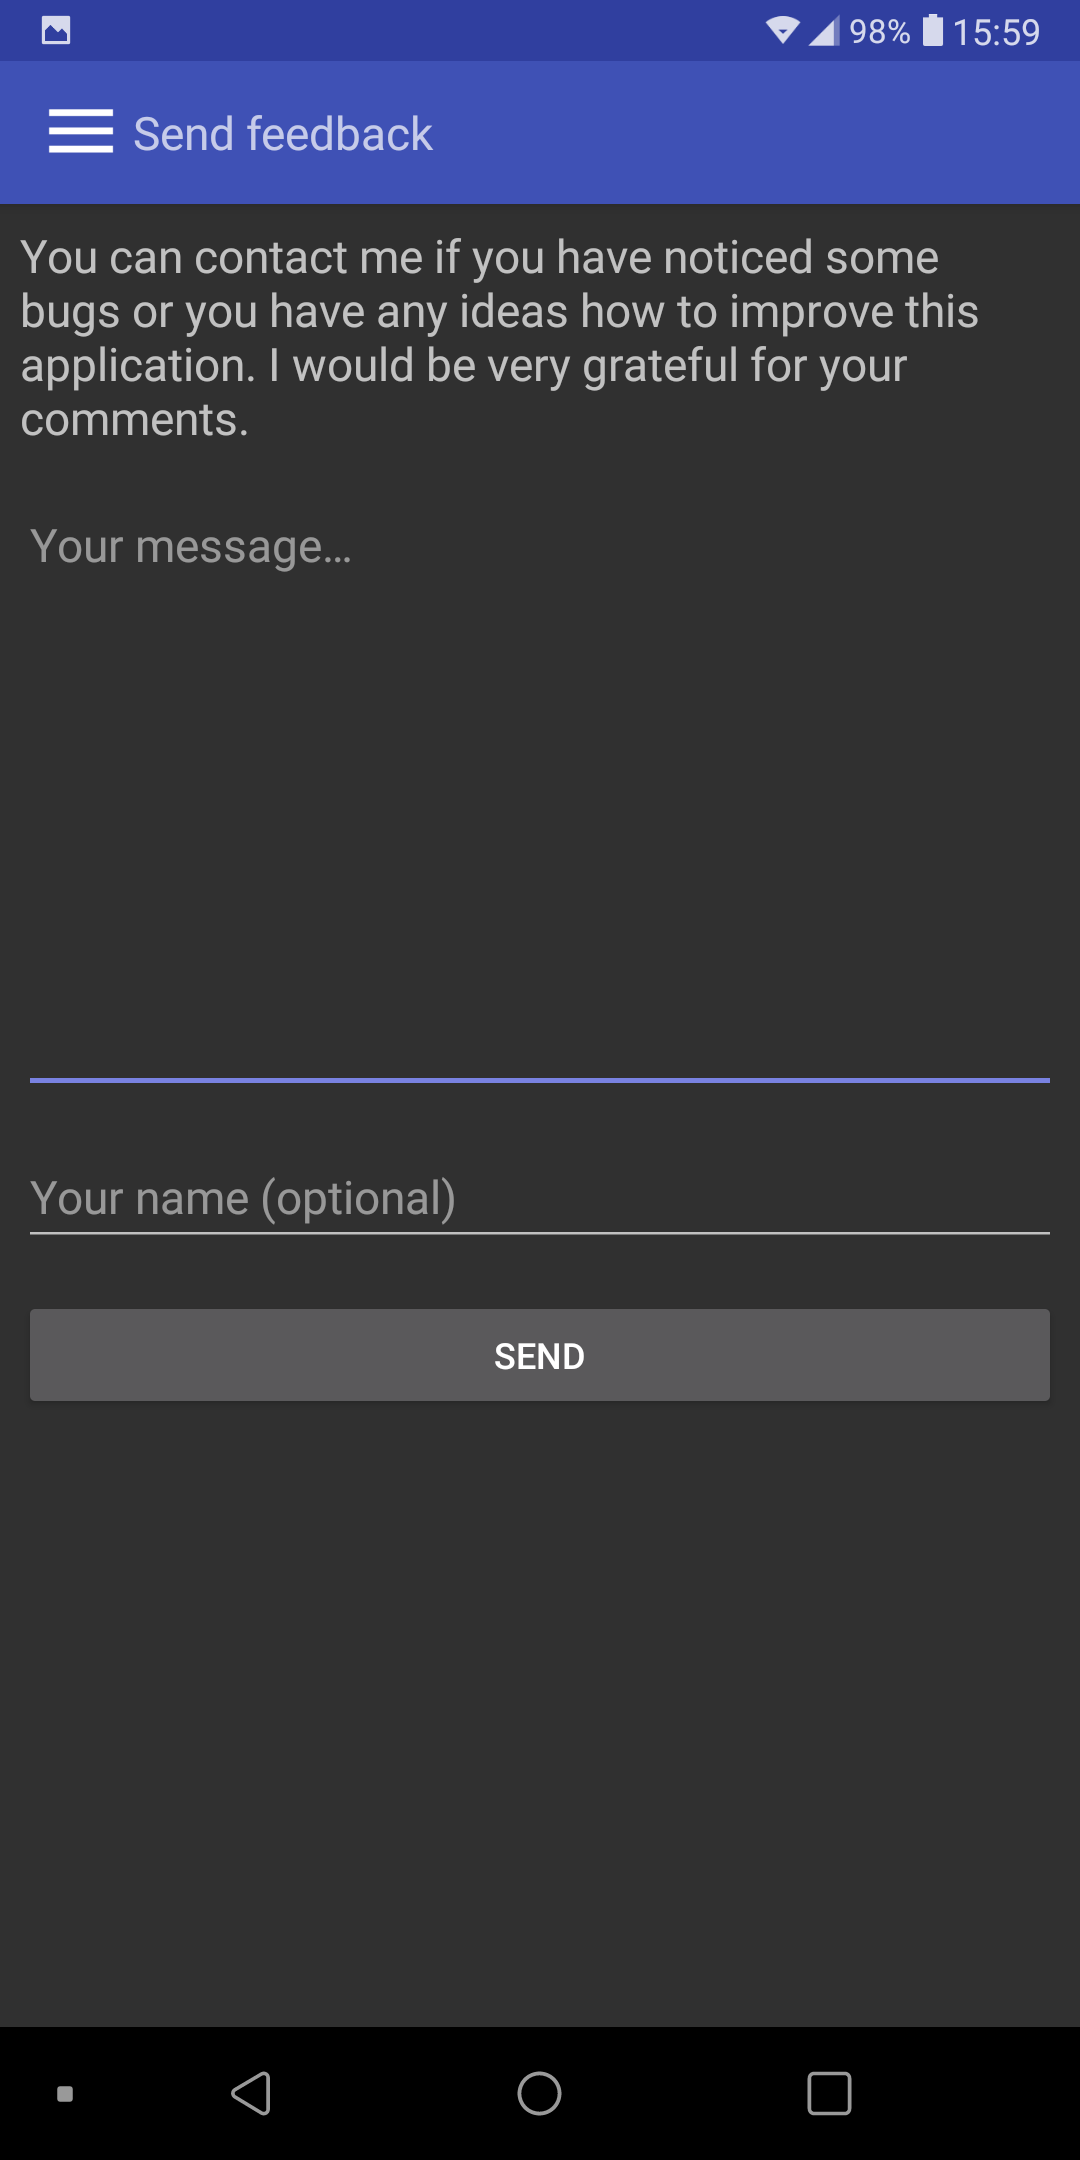 98% 15:59
Send feedback
You can contact me if you have noticed some
bugs or you have any ideas how to improve this
application. I would be very grateful for your
comments.
Your message…
Your name (optional)
SEND